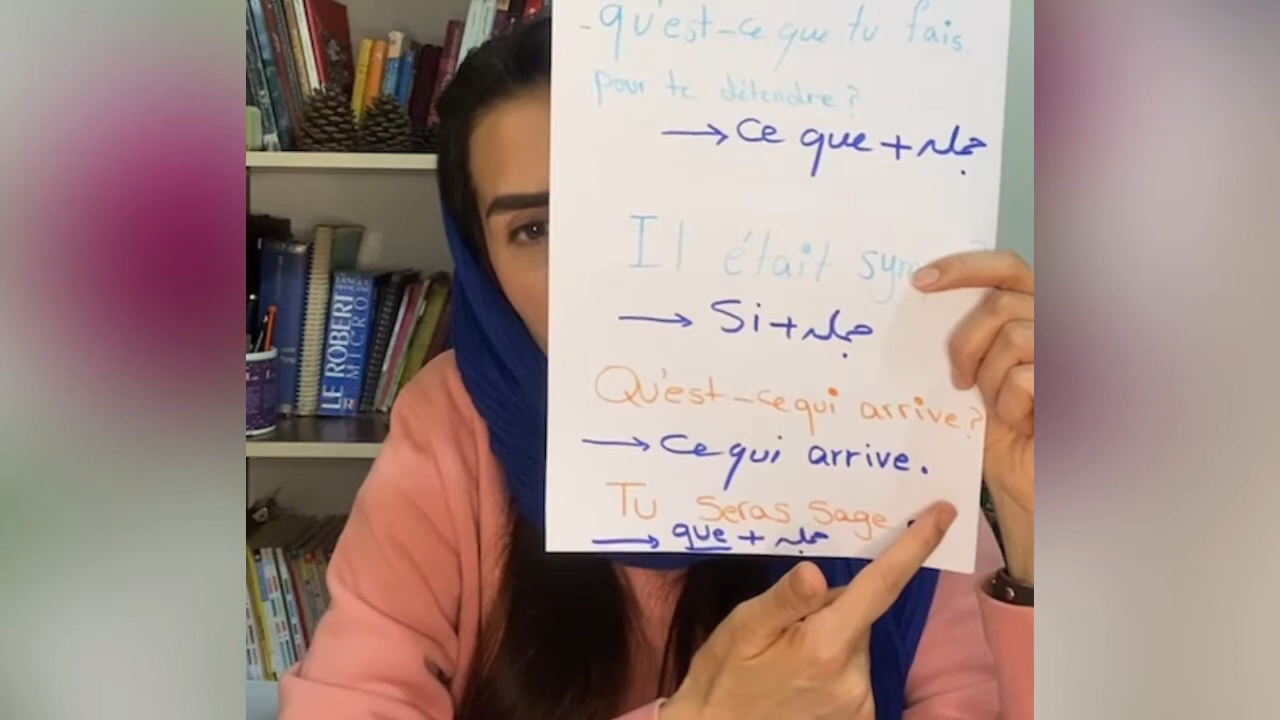 - qu'est-ce que tu fais
pour te détendre?
→ ce que + جمله
Il était
→ Si + جمله
Qu'est-ce qui arrive?
→ Ce qui arrive.
Tu seras sage
→ que + جمله
LE ROBERT
MICRO